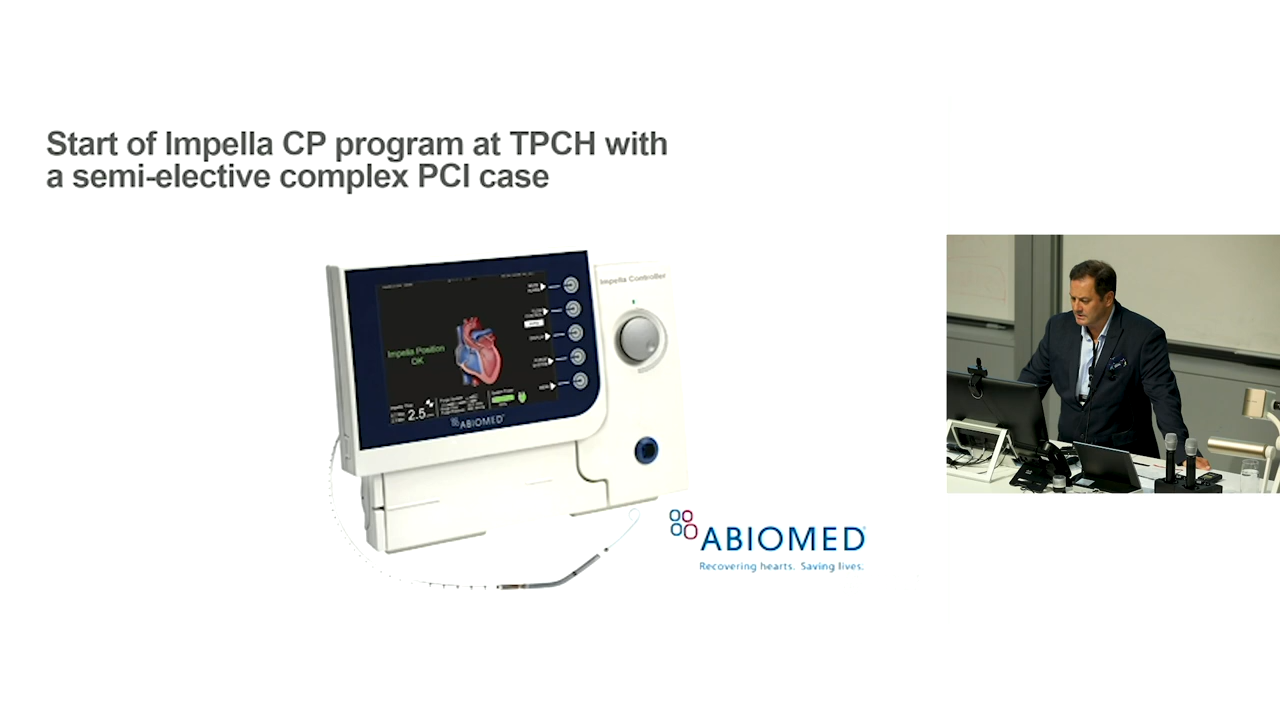 Start of Impella CP program at TPCH with
a semi-elective complex PCI case
Impella Controller
Impella Position
OK
2.5
ABIOMED
ABIOMED
Recovering hearts. Saving lives.